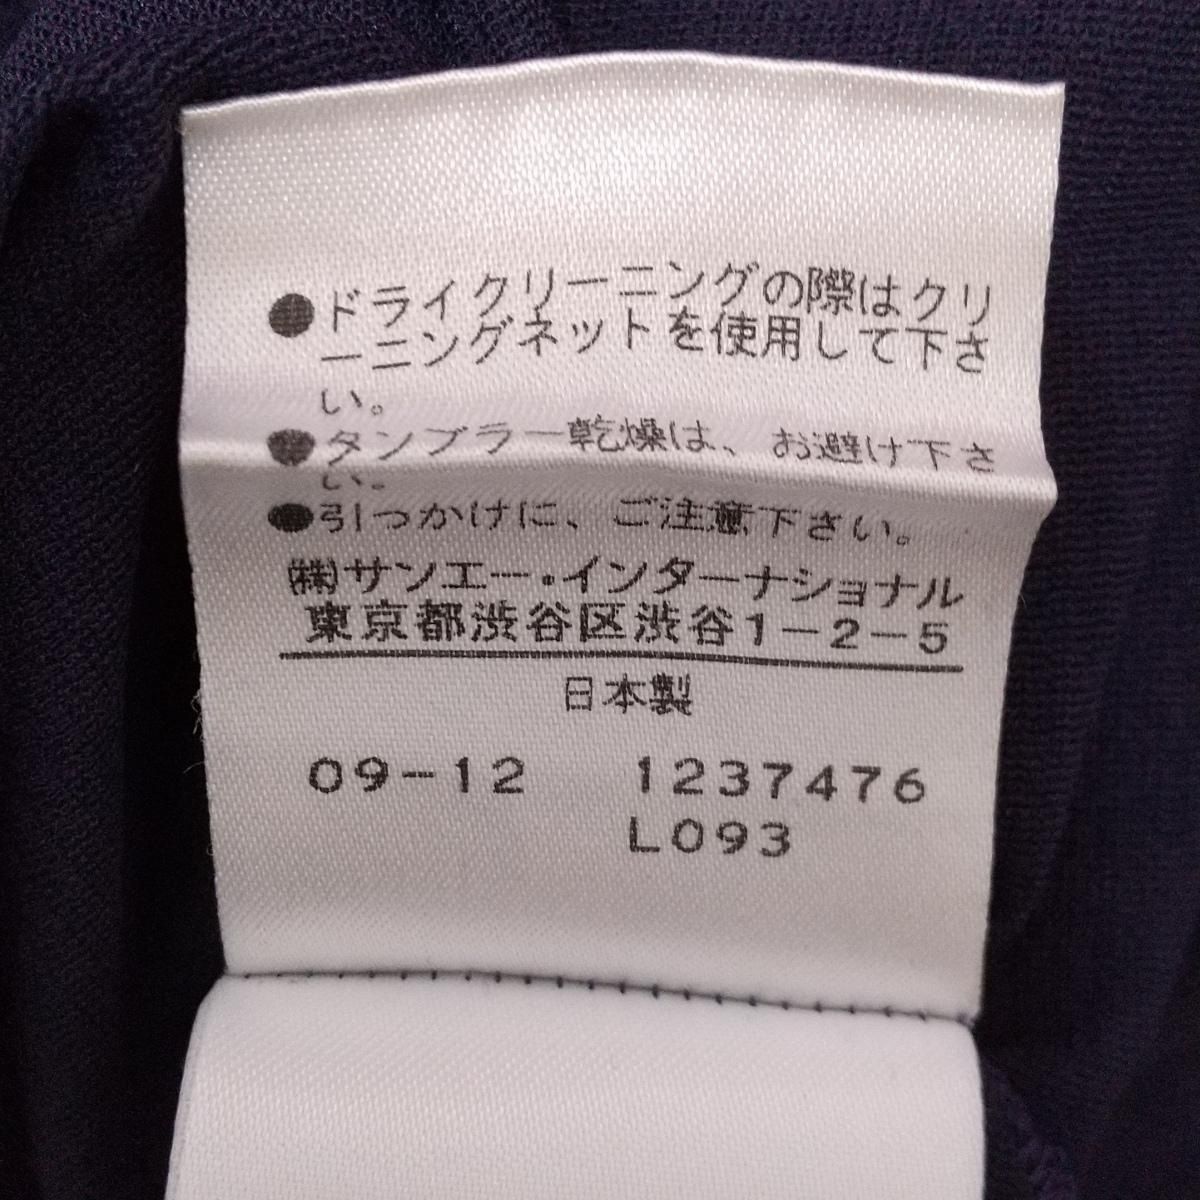 ●ドライクリーニングの際はクリ
ーニングネットを使用して下さ
い。
●タンブラー乾燥は、お避け下さ
い。
●引っかけに、ご注意下さい。
㈱サンエー・インターナショナル
東京都渋谷区渋谷1-2-5
日本製
09-12 1237476
L093